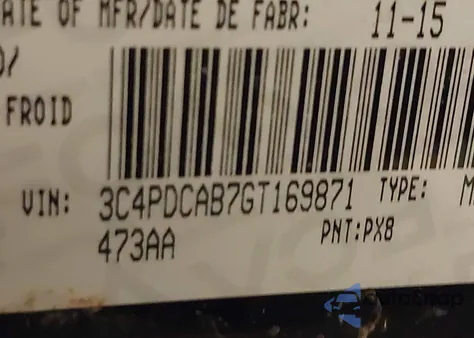 ATE OF MFR/DATE DE FABR: 11-15
FROID
VIN: 3C4PDCAB7GT169871 TYPE:
473AA PNT:PX8